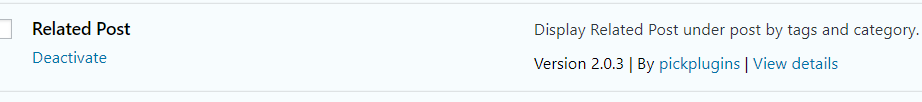 Related Post
Display Related Post under post by tags and category.
Deactivate
Version 2.0.3 | By pickplugins | View details